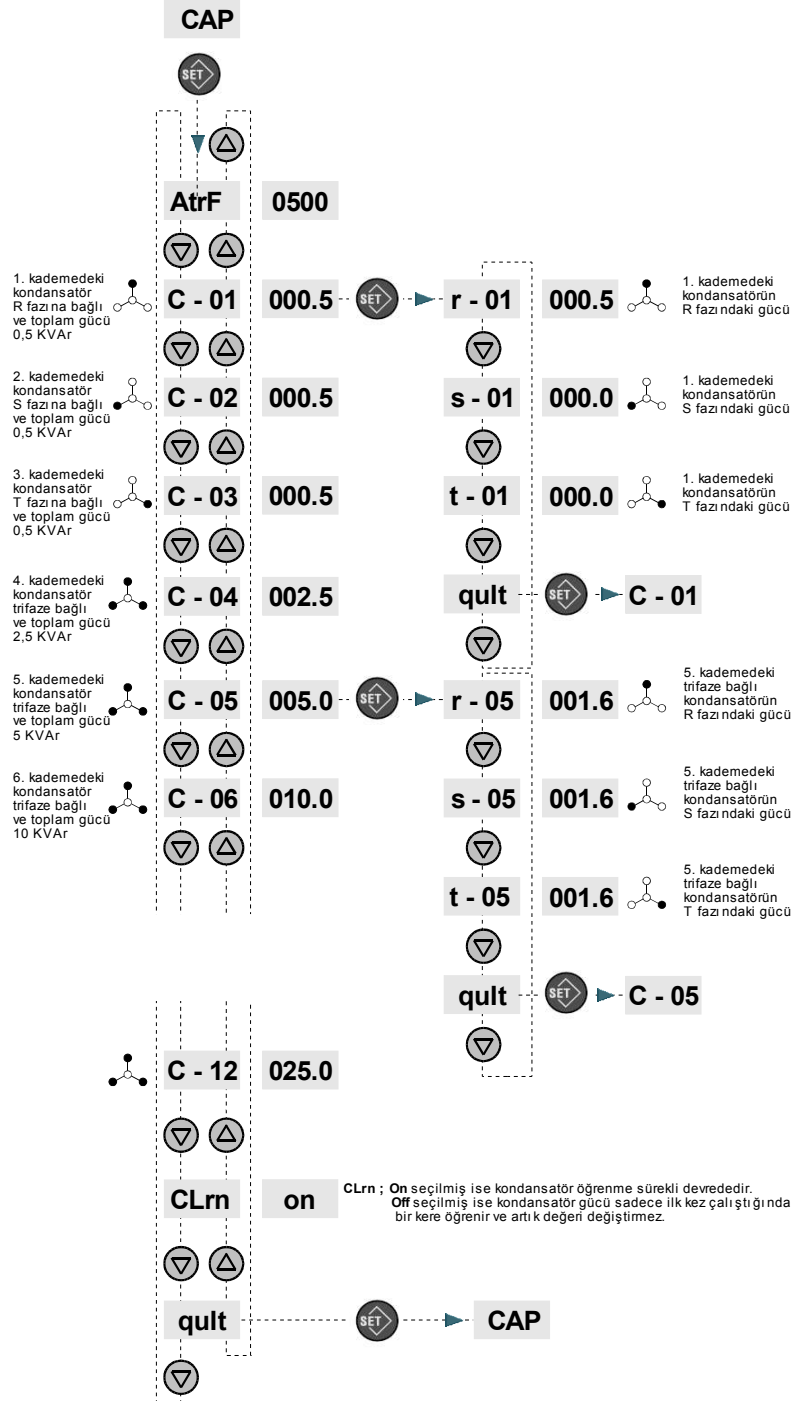 CAP
SET
AtrF 0500
1. kademedeki
kondansatör
R fazına bağlı
ve toplam gücü
0,5 KVAr
C - 01 000.5 SET r - 01 000.5
1. kademedeki
kondansatörün
R fazındaki gücü
2. kademedeki
kondansatör
S fazına bağlı
ve toplam gücü
0,5 KVAr
C - 02 000.5 s - 01 000.0
1. kademedeki
kondansatörün
S fazındaki gücü
3. kademedeki
kondansatör
T fazına bağlı
ve toplam gücü
0,5 KVAr
C - 03 000.5 t - 01 000.0
1. kademedeki
kondansatörün
T fazındaki gücü
4. kademedeki
kondansatör
trifaze bağlı
ve toplam gücü
2,5 KVAr
C - 04 002.5 quIt SET C - 01
5. kademedeki
kondansatör
trifaze bağlı
ve toplam gücü
5 KVAr
C - 05 005.0 SET r - 05 001.6
5. kademedeki
trifaze bağlı
kondansatörün
R fazındaki gücü
6. kademedeki
kondansatör
trifaze bağlı
ve toplam gücü
10 KVAr
C - 06 010.0 s - 05 001.6
5. kademedeki
trifaze bağlı
kondansatörün
S fazındaki gücü
t - 05 001.6
5. kademedeki
trifaze bağlı
kondansatörün
T fazındaki gücü
quIt SET C - 05
C - 12 025.0
CLrn on
CLrn ; On seçilmiş ise kondansatör öğrenme sürekli devrededir.
Off seçilmiş ise kondansatör gücü sadece ilk kez çalıştığında
bir kere öğrenir ve artık değeri değiştirmez.
quIt SET CAP